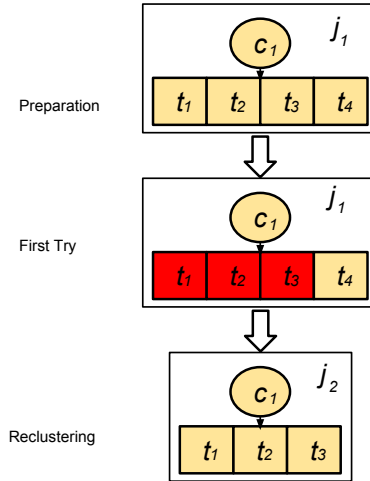 j1
c1
Preparation
t1 t2 t3 t4
j1
c1
First Try
t1 t2 t3 t4
j2
c1
Reclustering
t1 t2 t3